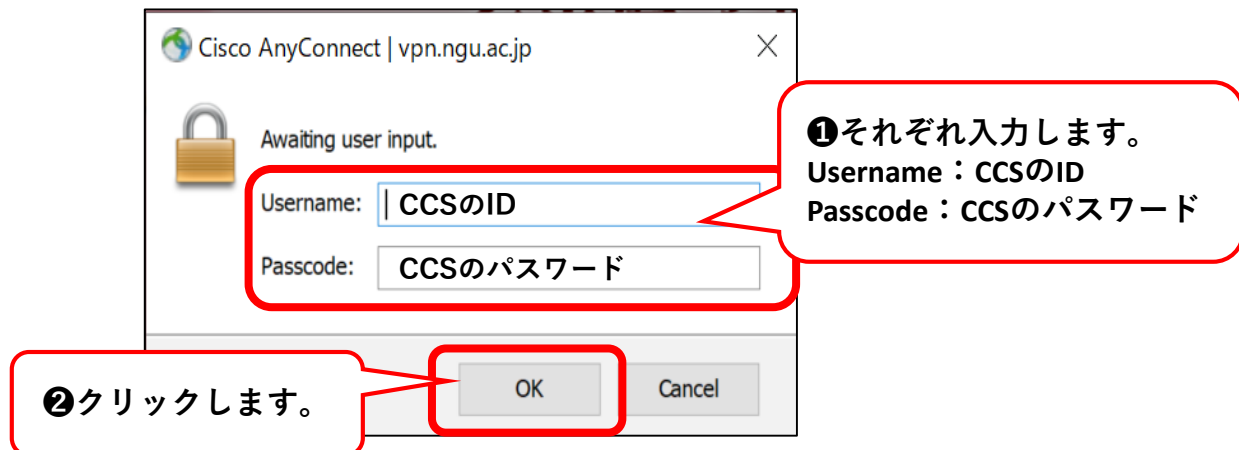 Cisco AnyConnect | vpn.ngu.ac.jp
Awaiting user input.
Username: CCSのID
Passcode: CCSのパスワード
❶それぞれ入力します。
Username：CCSのID
Passcode：CCSのパスワード
❷クリックします。
OK
Cancel